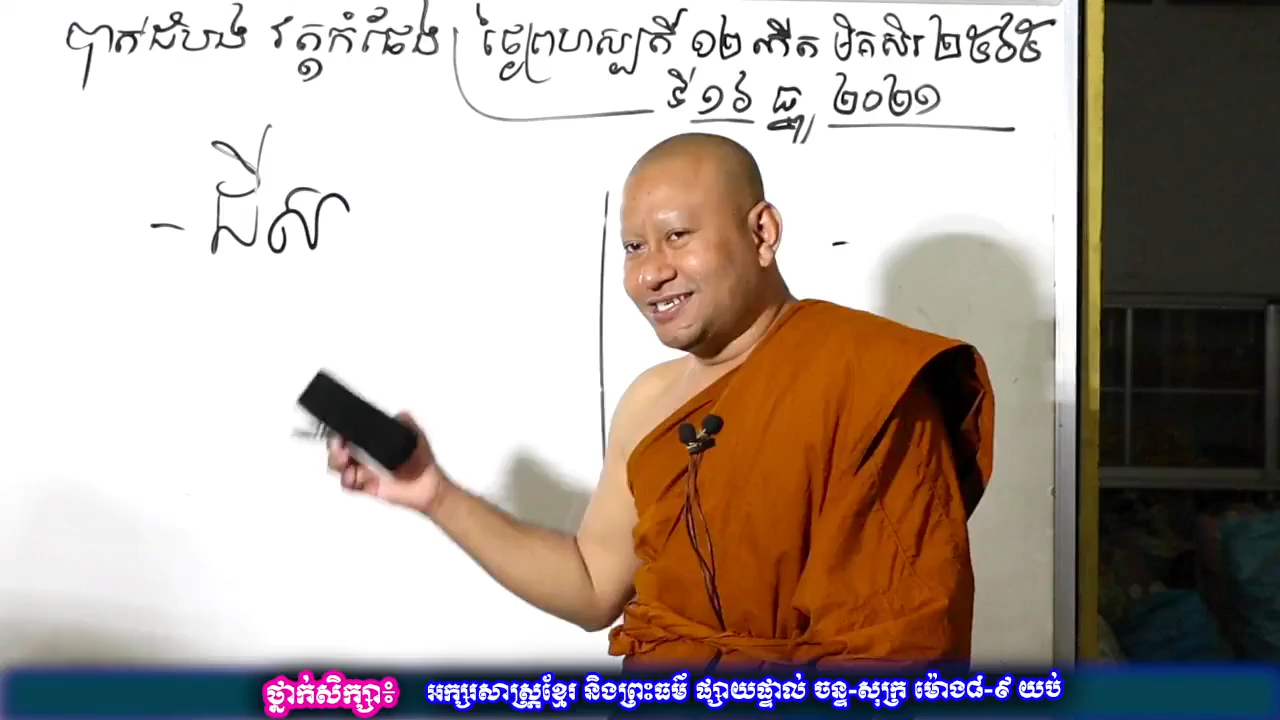 បាត់ដំបង វត្តកំផែង ថ្ងៃព្រហស្បតិ៍ ១២ កើត មិគសិរ ២៥៦៥
ទី ១៦ ធ្នូ ២០២១
- ជីស
-
ថ្នាក់សិក្សា៖ អក្សរសាស្ត្រខ្មែរ និងព្រះធម៌ ផ្សាយផ្ទាល់ ចន្ទ-សុក្រ ម៉ោង៨-៩ យប់